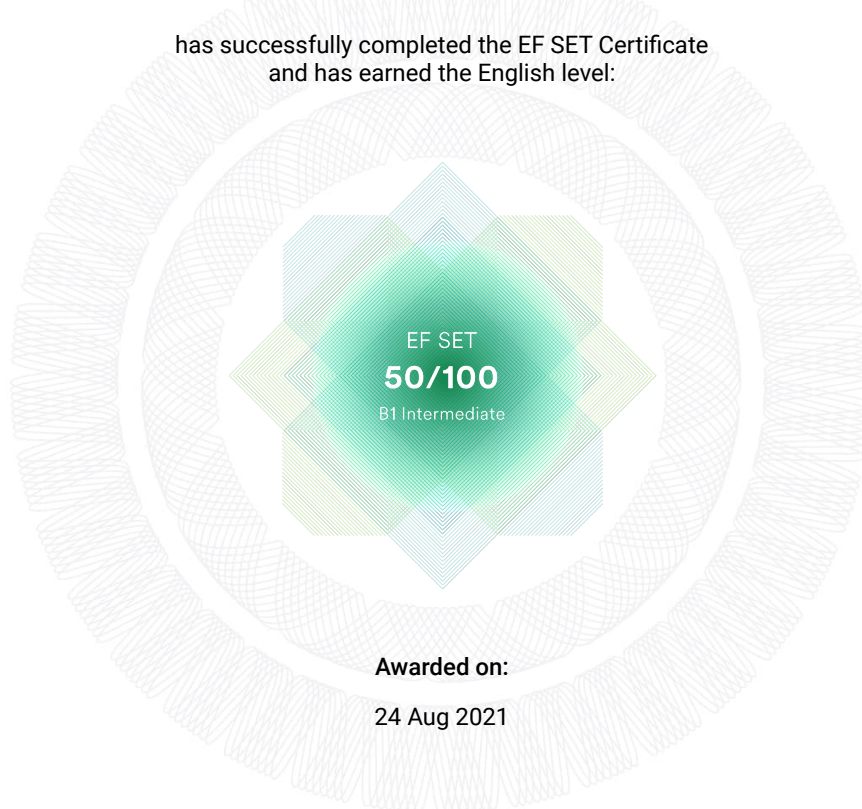 has successfully completed the EF SET Certificate
and has earned the English level:
EF SET
50/100
B1 Intermediate
Awarded on:
24 Aug 2021